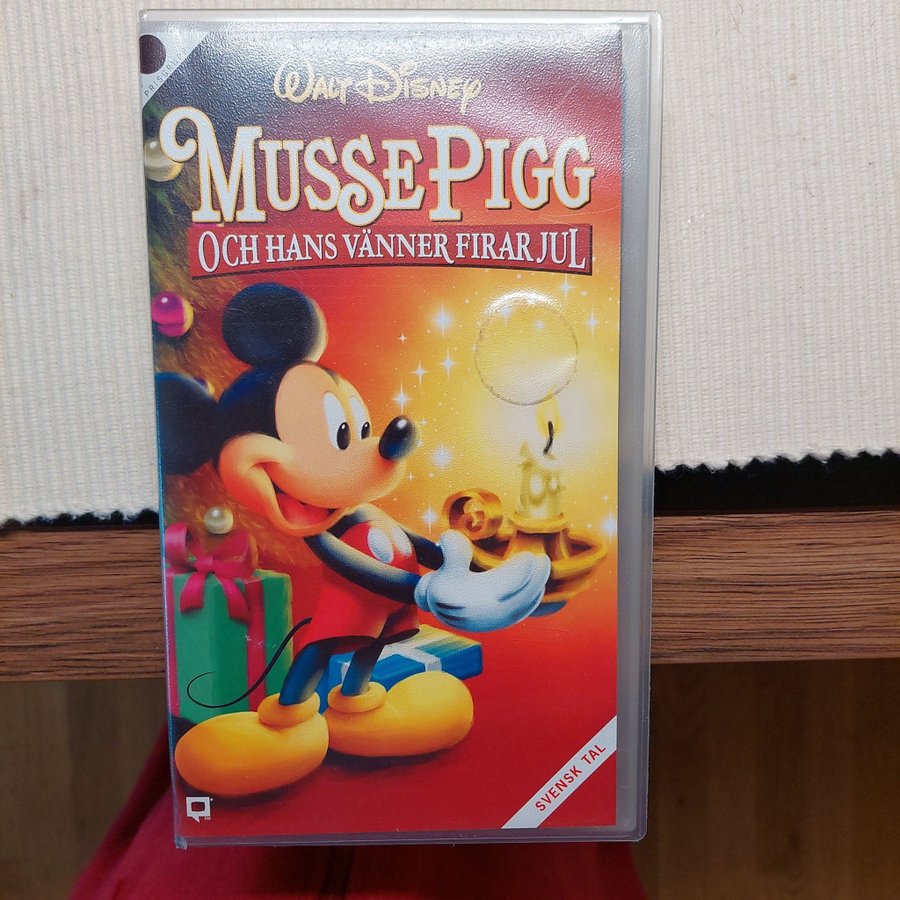 WALT DISNEY
MUSSE PIGG
OCH HANS VÄNNER FIRAR JUL
SVENSK TAL